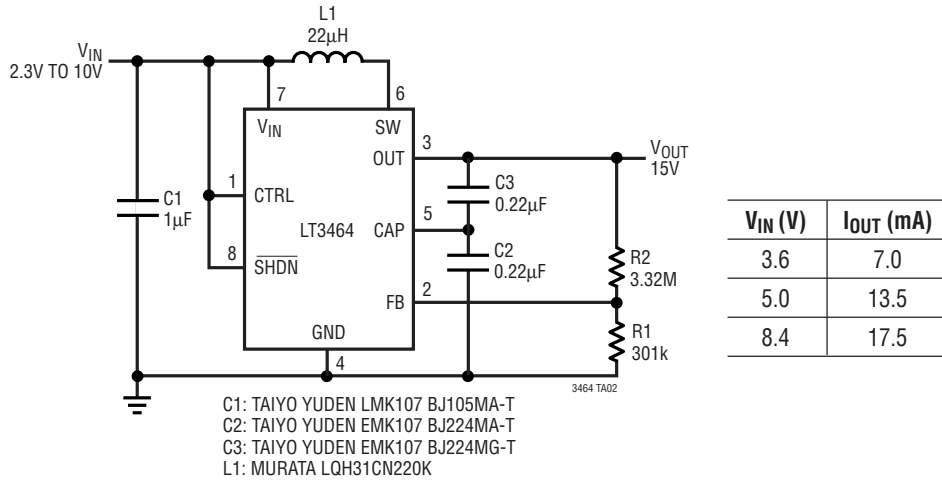 L1
22µH
VIN
2.3V TO 10V
7
6
VIN
SW
3
OUT
VOUT
15V
C3
0.22µF
1
CTRL
C1
1µF
LT3464
5
CAP
8
SHDN
C2
0.22µF
R2
3.32M
2
FB
GND
4
R1
301k
3464 TA02
VIN (V) IOUT (mA)
3.6 7.0
5.0 13.5
8.4 17.5
C1: TAIYO YUDEN LMK107 BJ105MA-T
C2: TAIYO YUDEN EMK107 BJ224MA-T
C3: TAIYO YUDEN EMK107 BJ224MG-T
L1: MURATA LQH31CN220K